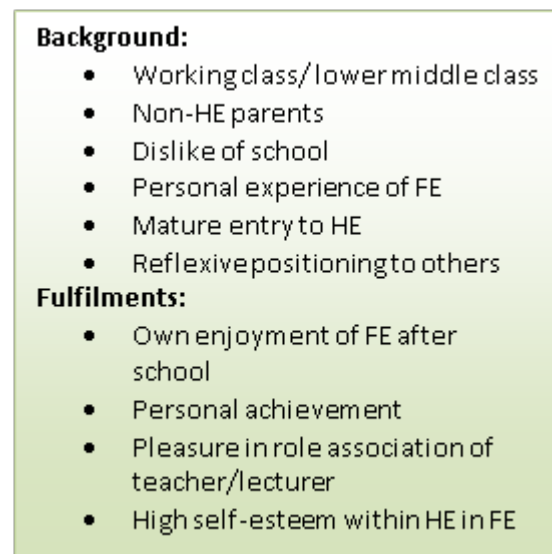 Background:
• Working class/ lower middle class
• Non-HE parents
• Dislike of school
• Personal experience of FE
• Mature entry to HE
• Reflexive positioning to others
Fulfilments:
• Own enjoyment of FE after
school
• Personal achievement
• Pleasure in role association of
teacher/lecturer
• High self-esteem within HE in FE